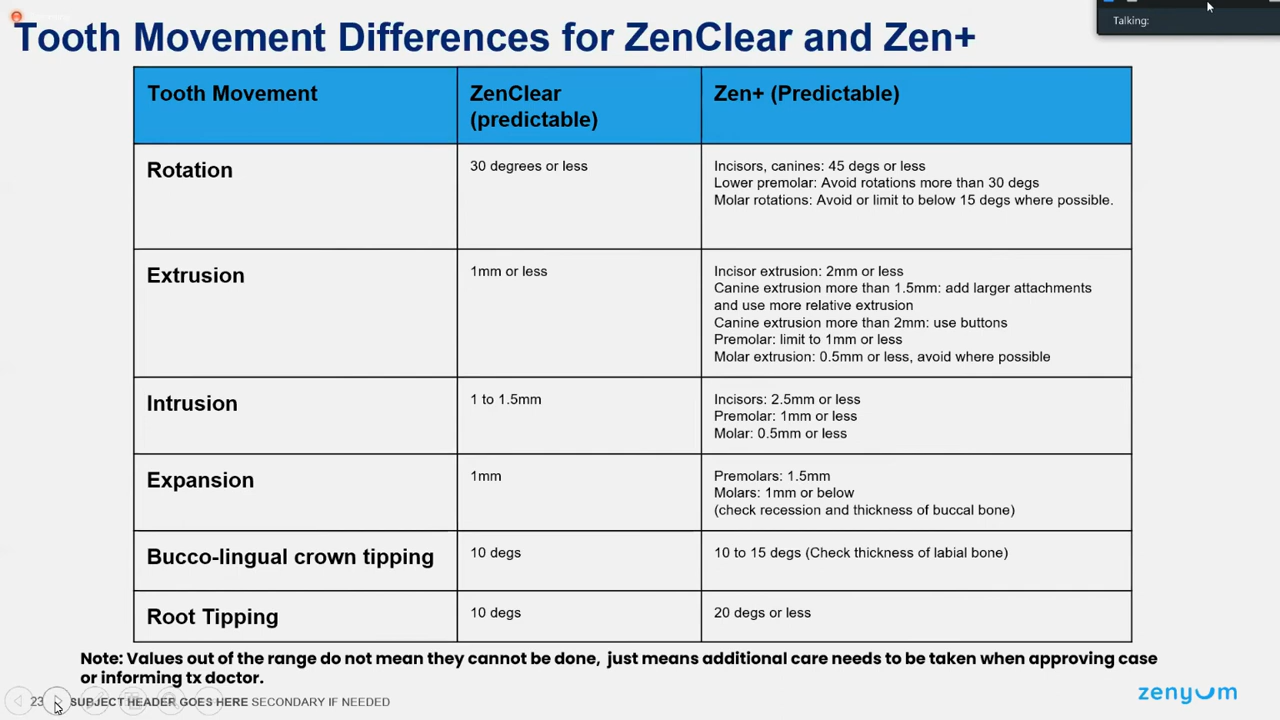 Talking:
Tooth Movement Differences for ZenClear and Zen+
Tooth Movement
ZenClear
(predictable)
Zen+ (Predictable)
Rotation
30 degrees or less
Incisors, canines: 45 degs or less
Lower premolar: Avoid rotations more than 30 degs
Molar rotations: Avoid or limit to below 15 degs where possible.
Extrusion
1mm or less
Incisor extrusion: 2mm or less
Canine extrusion more than 1.5mm: add larger attachments
and use more relative extrusion
Canine extrusion more than 2mm: use buttons
Premolar: limit to 1mm or less
Molar extrusion: 0.5mm or less, avoid where possible
Intrusion
1 to 1.5mm
Incisors: 2.5mm or less
Premolar: 1mm or less
Molar: 0.5mm or less
Expansion
1mm
Premolars: 1.5mm
Molars: 1mm or below
(check recession and thickness of buccal bone)
Bucco-lingual crown tipping
10 degs
10 to 15 degs (Check thickness of labial bone)
Root Tipping
10 degs
20 degs or less
Note: Values out of the range do not mean they cannot be done, just means additional care needs to be taken when approving case
or informing tx doctor.
23 SUBJECT HEADER GOES HERE SECONDARY IF NEEDED
zenyum